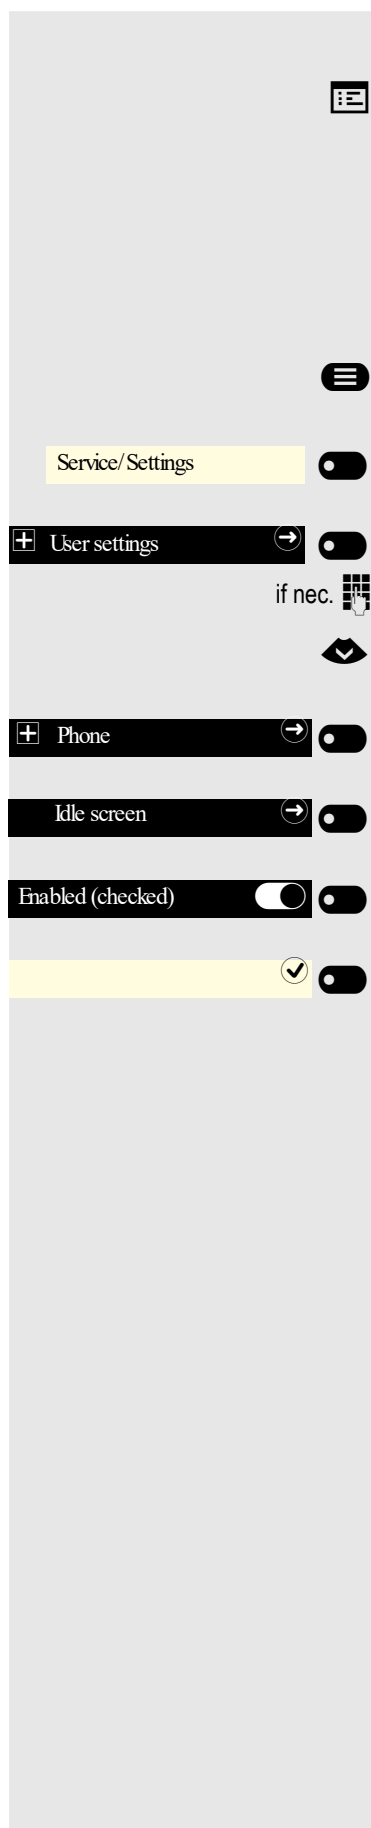 Service/Settings
User settings
if nec.
Phone
Idle screen
Enabled (checked)